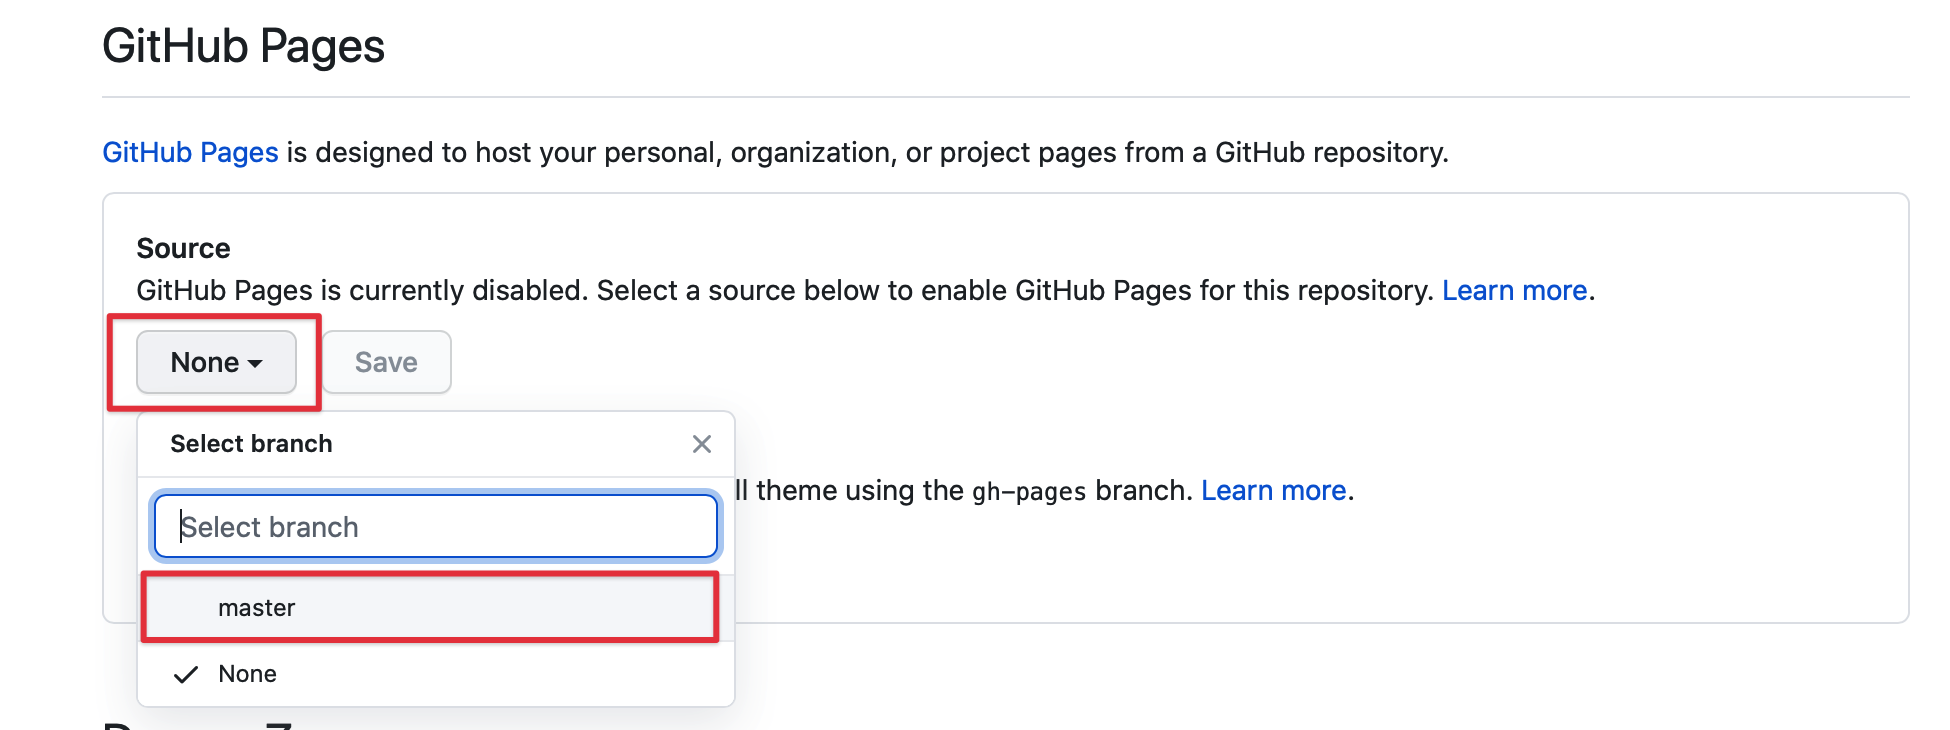 GitHub Pages
GitHub Pages is designed to host your personal, organization, or project pages from a GitHub repository.
Source
GitHub Pages is currently disabled. Select a source below to enable GitHub Pages for this repository. Learn more.
None
Save
Select branch
theme using the gh-pages branch. Learn more.
Select branch
master
None